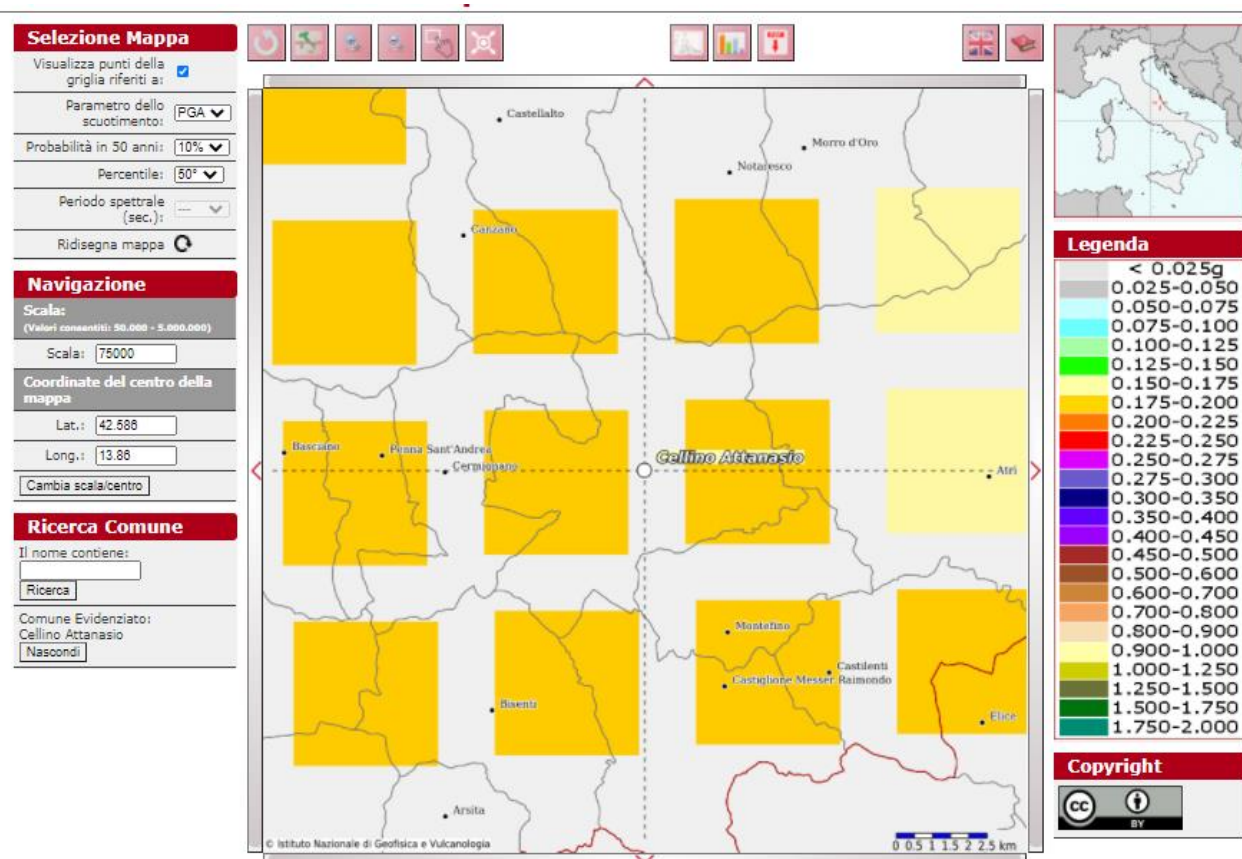 Selezione Mappa
Visualizza punti della
griglia riferiti a:
Parametro dello
scuotimento:
PGA
Probabilità in 50 anni:
10%
Percentile:
50°
Periodo spettrale
(sec.):
---
Ridisegna mappa
Navigazione
Scala:
(Valori consentiti: 50.000 - 5.000.000)
Scala:
75000
Coordinate del centro della
mappa
Lat.:
42.586
Long.:
13.86
Cambia scala/centro
Ricerca Comune
Il nome contiene:
Ricerca
Comune Evidenziato:
Cellino Attanasio
Nascondi
Castellalto
Morro d'Oro
Notaresco
Canzano
Basciano
Penna Sant'Andrea
Cermignano
Cellino Attanasio
Atri
Montefino
Castilenti
Castiglione Messer Raimondo
Bisenti
Elice
Arsita
© Istituto Nazionale di Geofisica e Vulcanologia
0 0.5 1 1.5 2 2.5 km
Legenda
< 0.025g
0.025-0.050
0.050-0.075
0.075-0.100
0.100-0.125
0.125-0.150
0.150-0.175
0.175-0.200
0.200-0.225
0.225-0.250
0.250-0.275
0.275-0.300
0.300-0.350
0.350-0.400
0.400-0.450
0.450-0.500
0.500-0.600
0.600-0.700
0.700-0.800
0.800-0.900
0.900-1.000
1.000-1.250
1.250-1.500
1.500-1.750
1.750-2.000
Copyright
cc
BY